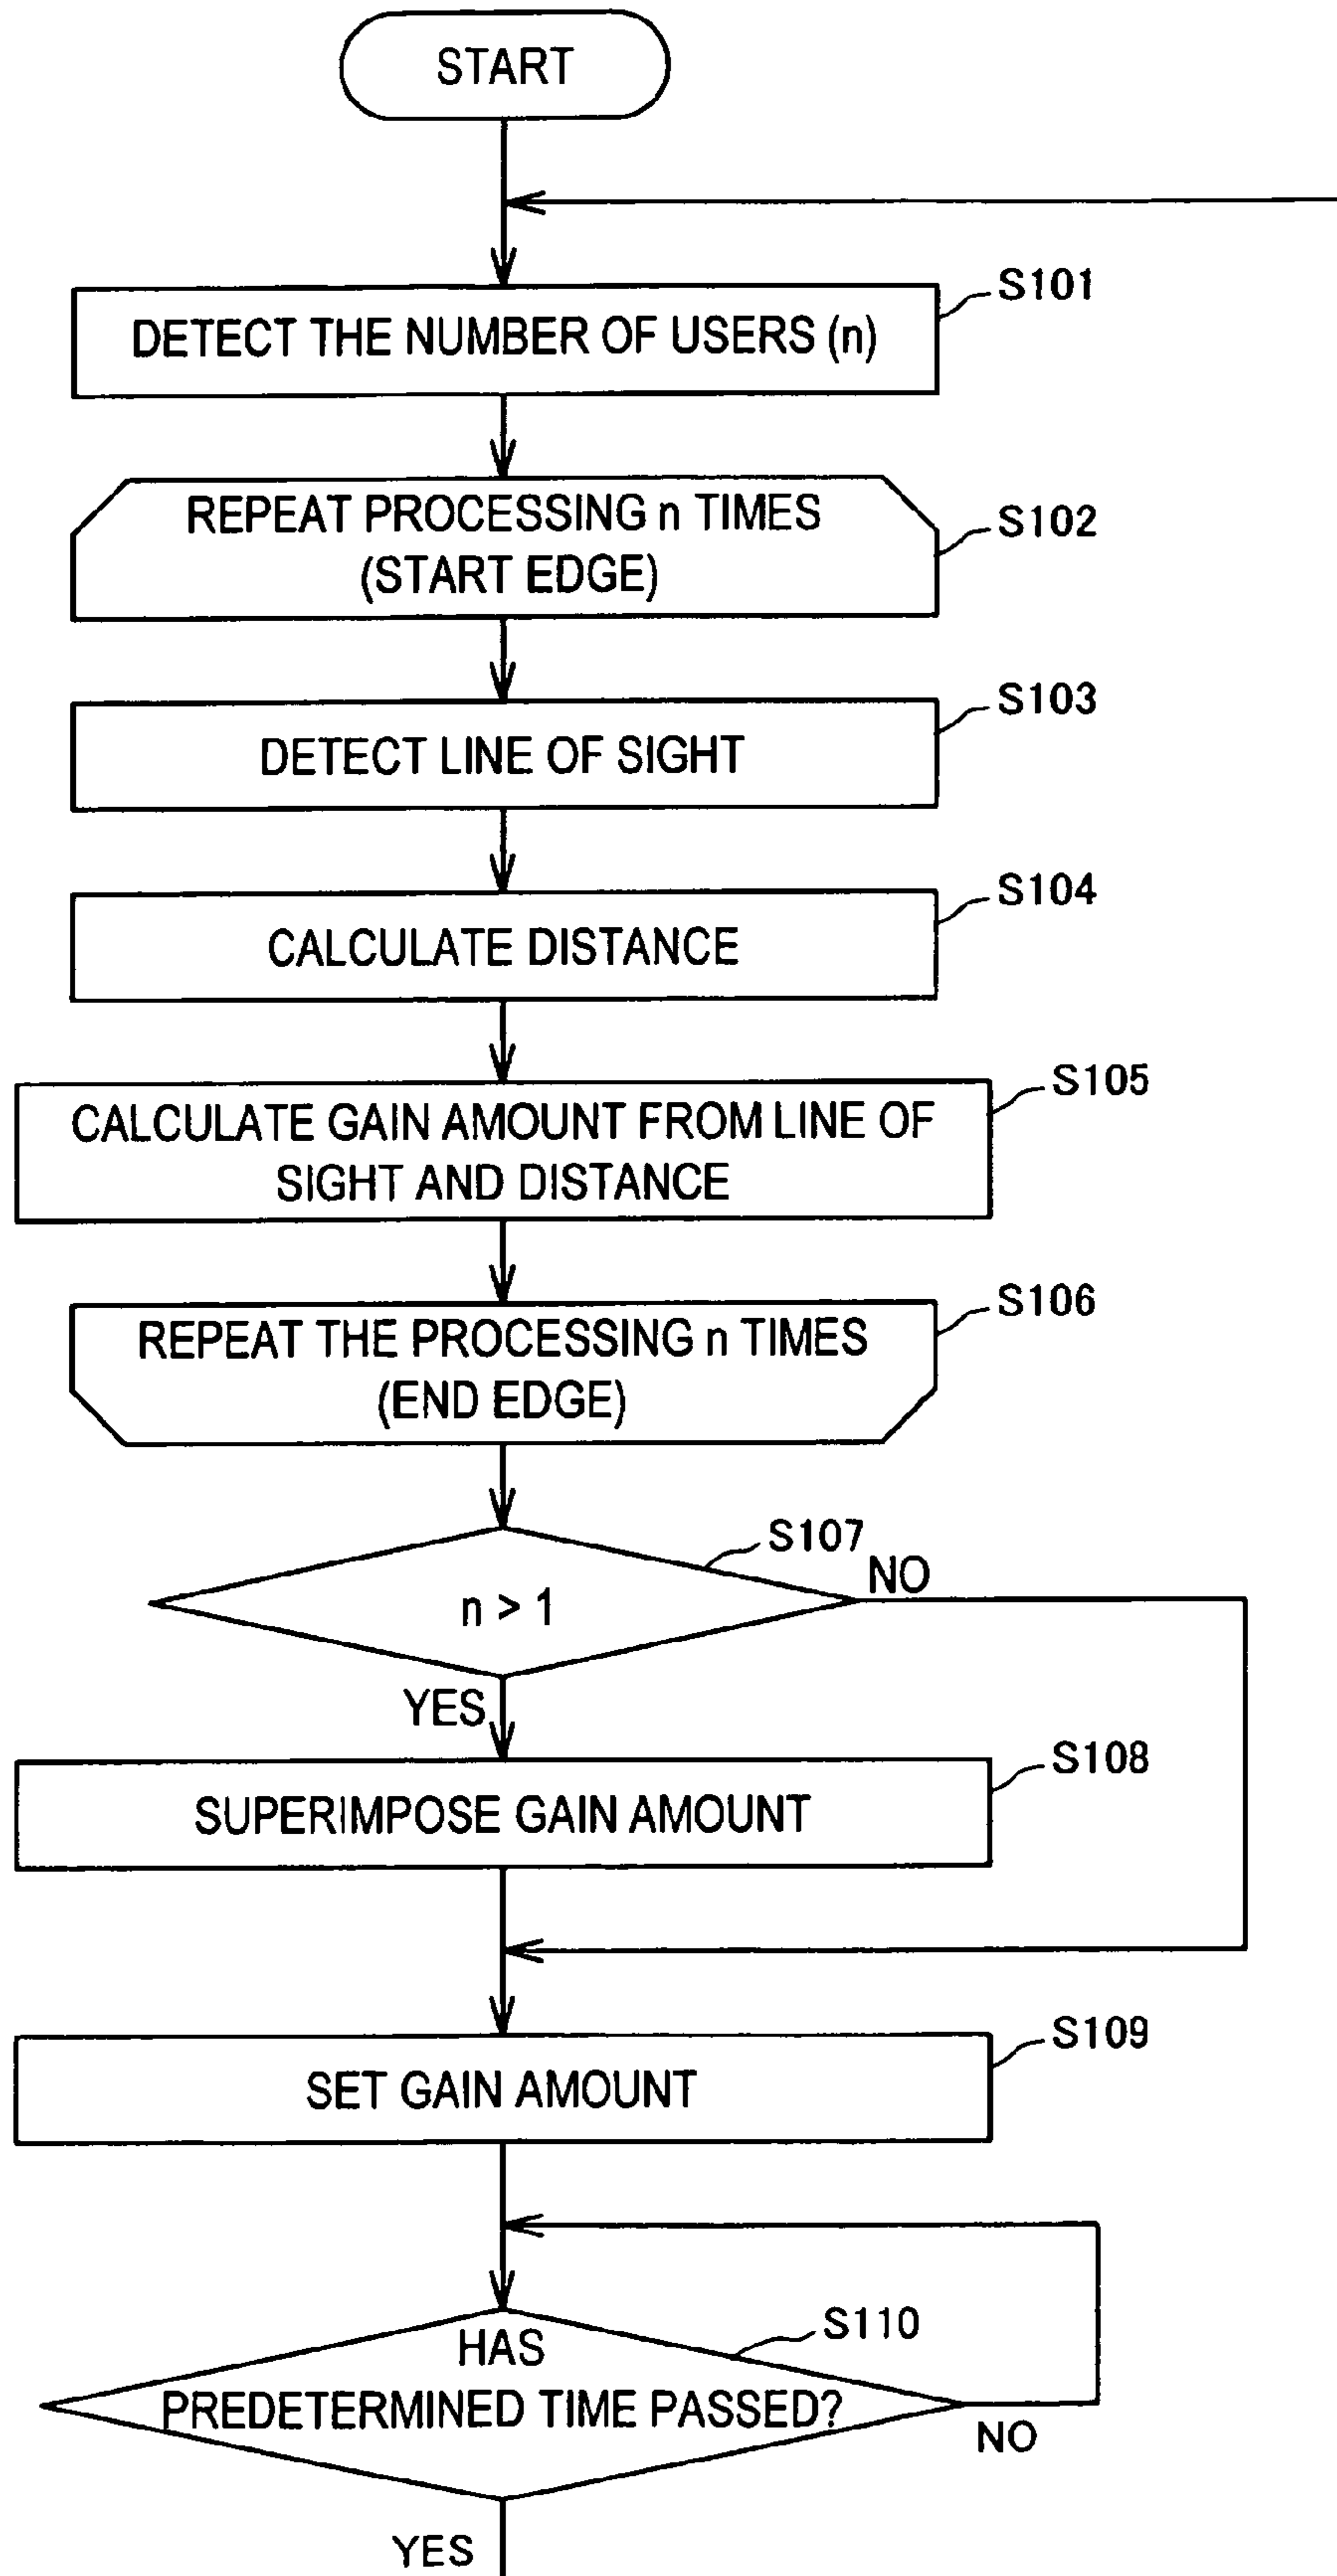 START
S101
DETECT THE NUMBER OF USERS (n)
REPEAT PROCESSING n TIMES
(START EDGE)
S102
S103
DETECT LINE OF SIGHT
S104
CALCULATE DISTANCE
S105
CALCULATE GAIN AMOUNT FROM LINE OF
SIGHT AND DISTANCE
S106
REPEAT THE PROCESSING n TIMES
(END EDGE)
S107
NO
n > 1
YES
S108
SUPERIMPOSE GAIN AMOUNT
S109
SET GAIN AMOUNT
S110
HAS
PREDETERMINED TIME PASSED?
NO
YES